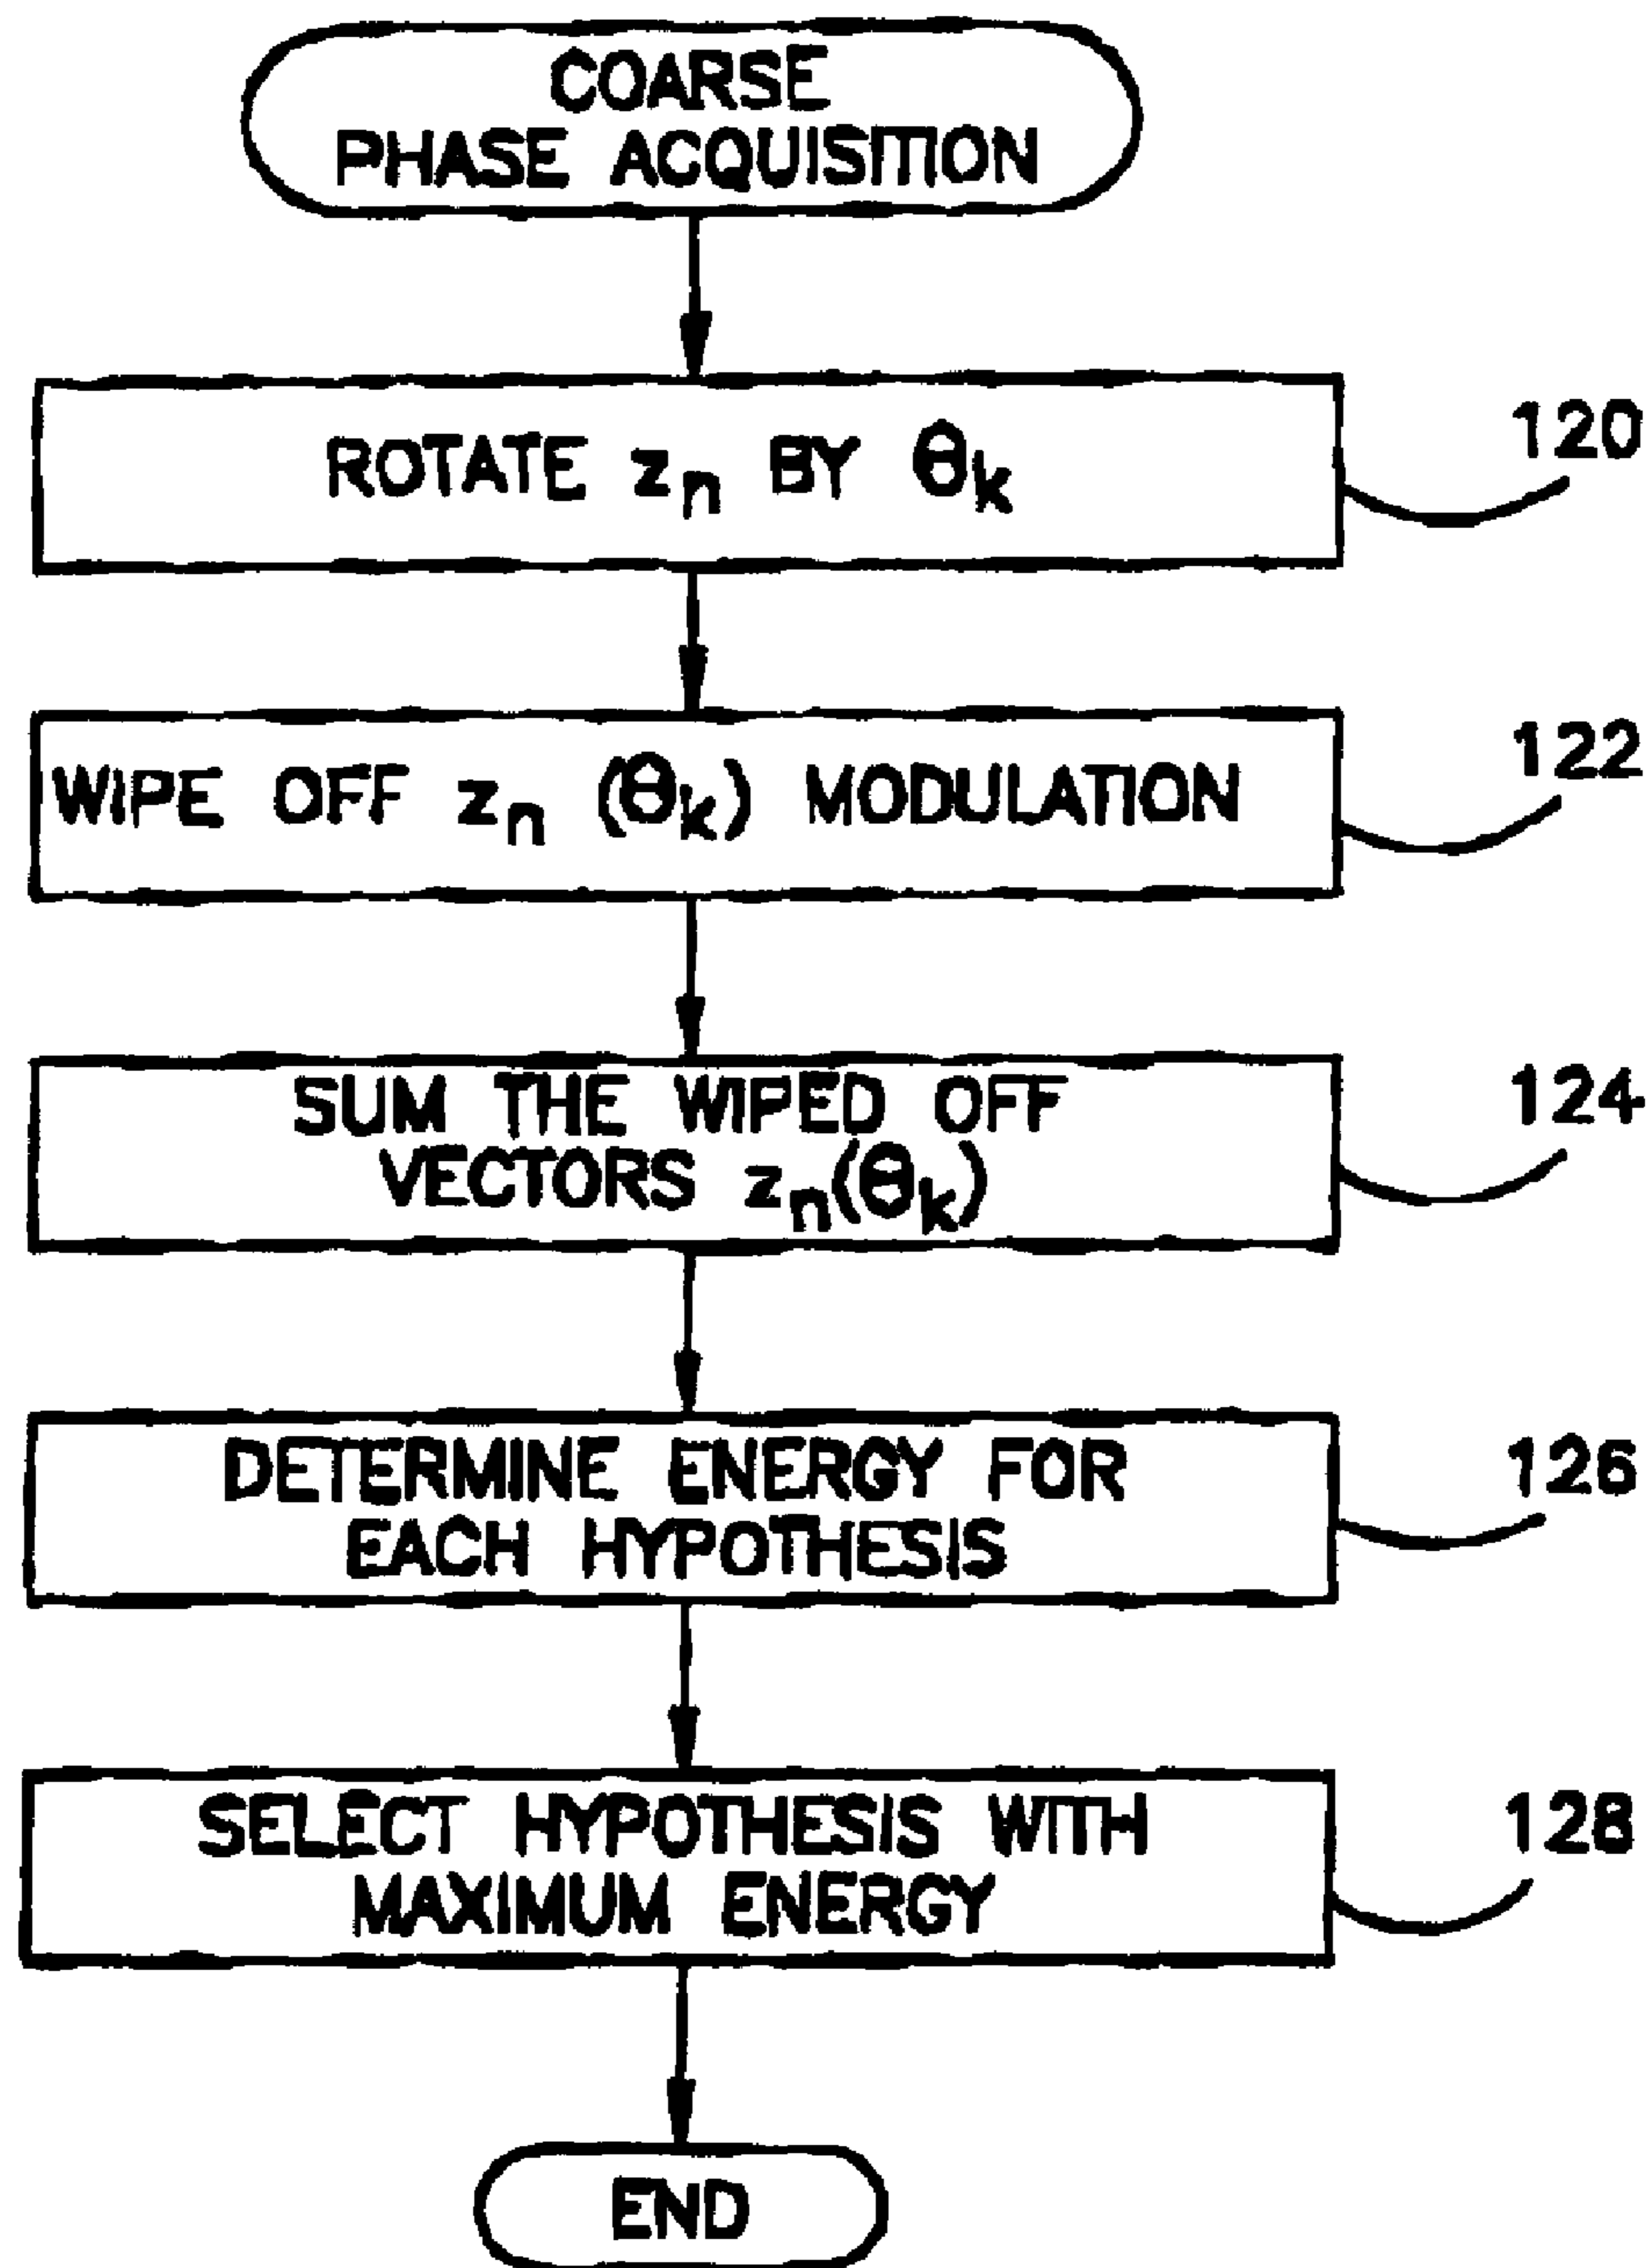 COARSE
PHASE ACQUISITION
ROTATE zₙ BY θₖ
120
WIPE OFF zₙ (θₖ) MODULATION
122
SUM THE WIPED OFF
VECTORS zₙ(θₖ)
124
DETERMINE ENERGY FOR
EACH HYPOTHESIS
126
SELECT HYPOTHESIS WITH
MAXIMUM ENERGY
128
END